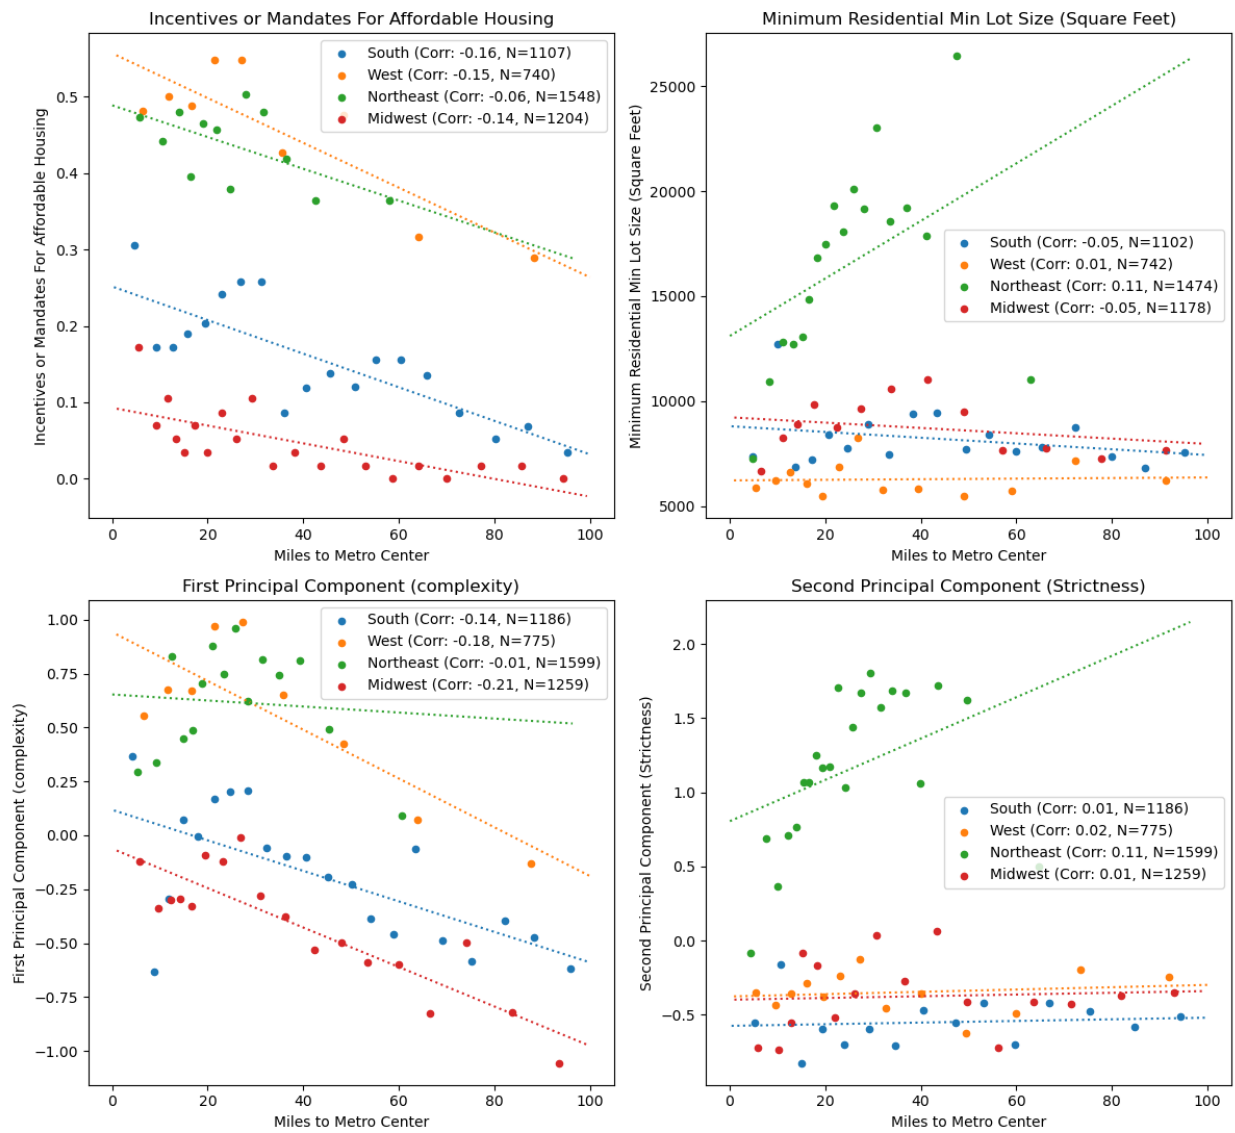 Incentives or Mandates For Affordable Housing
Incentives or Mandates For Affordable Housing
0.5
0.4
0.3
0.2
0.1
0.0
South (Corr: -0.16, N=1107)
West (Corr: -0.15, N=740)
Northeast (Corr: -0.06, N=1548)
Midwest (Corr: -0.14, N=1204)
0 20 40 60 80 100
Miles to Metro Center
Minimum Residential Min Lot Size (Square Feet)
Minimum Residential Min Lot Size (Square Feet)
25000
20000
15000
10000
5000
South (Corr: -0.05, N=1102)
West (Corr: 0.01, N=742)
Northeast (Corr: 0.11, N=1474)
Midwest (Corr: -0.05, N=1178)
0 20 40 60 80 100
Miles to Metro Center
First Principal Component (complexity)
First Principal Component (complexity)
1.00
0.75
0.50
0.25
0.00
−0.25
−0.50
−0.75
−1.00
South (Corr: -0.14, N=1186)
West (Corr: -0.18, N=775)
Northeast (Corr: -0.01, N=1599)
Midwest (Corr: -0.21, N=1259)
0 20 40 60 80 100
Miles to Metro Center
Second Principal Component (Strictness)
Second Principal Component (Strictness)
2.0
1.5
1.0
0.5
0.0
−0.5
South (Corr: 0.01, N=1186)
West (Corr: 0.02, N=775)
Northeast (Corr: 0.11, N=1599)
Midwest (Corr: 0.01, N=1259)
0 20 40 60 80 100
Miles to Metro Center